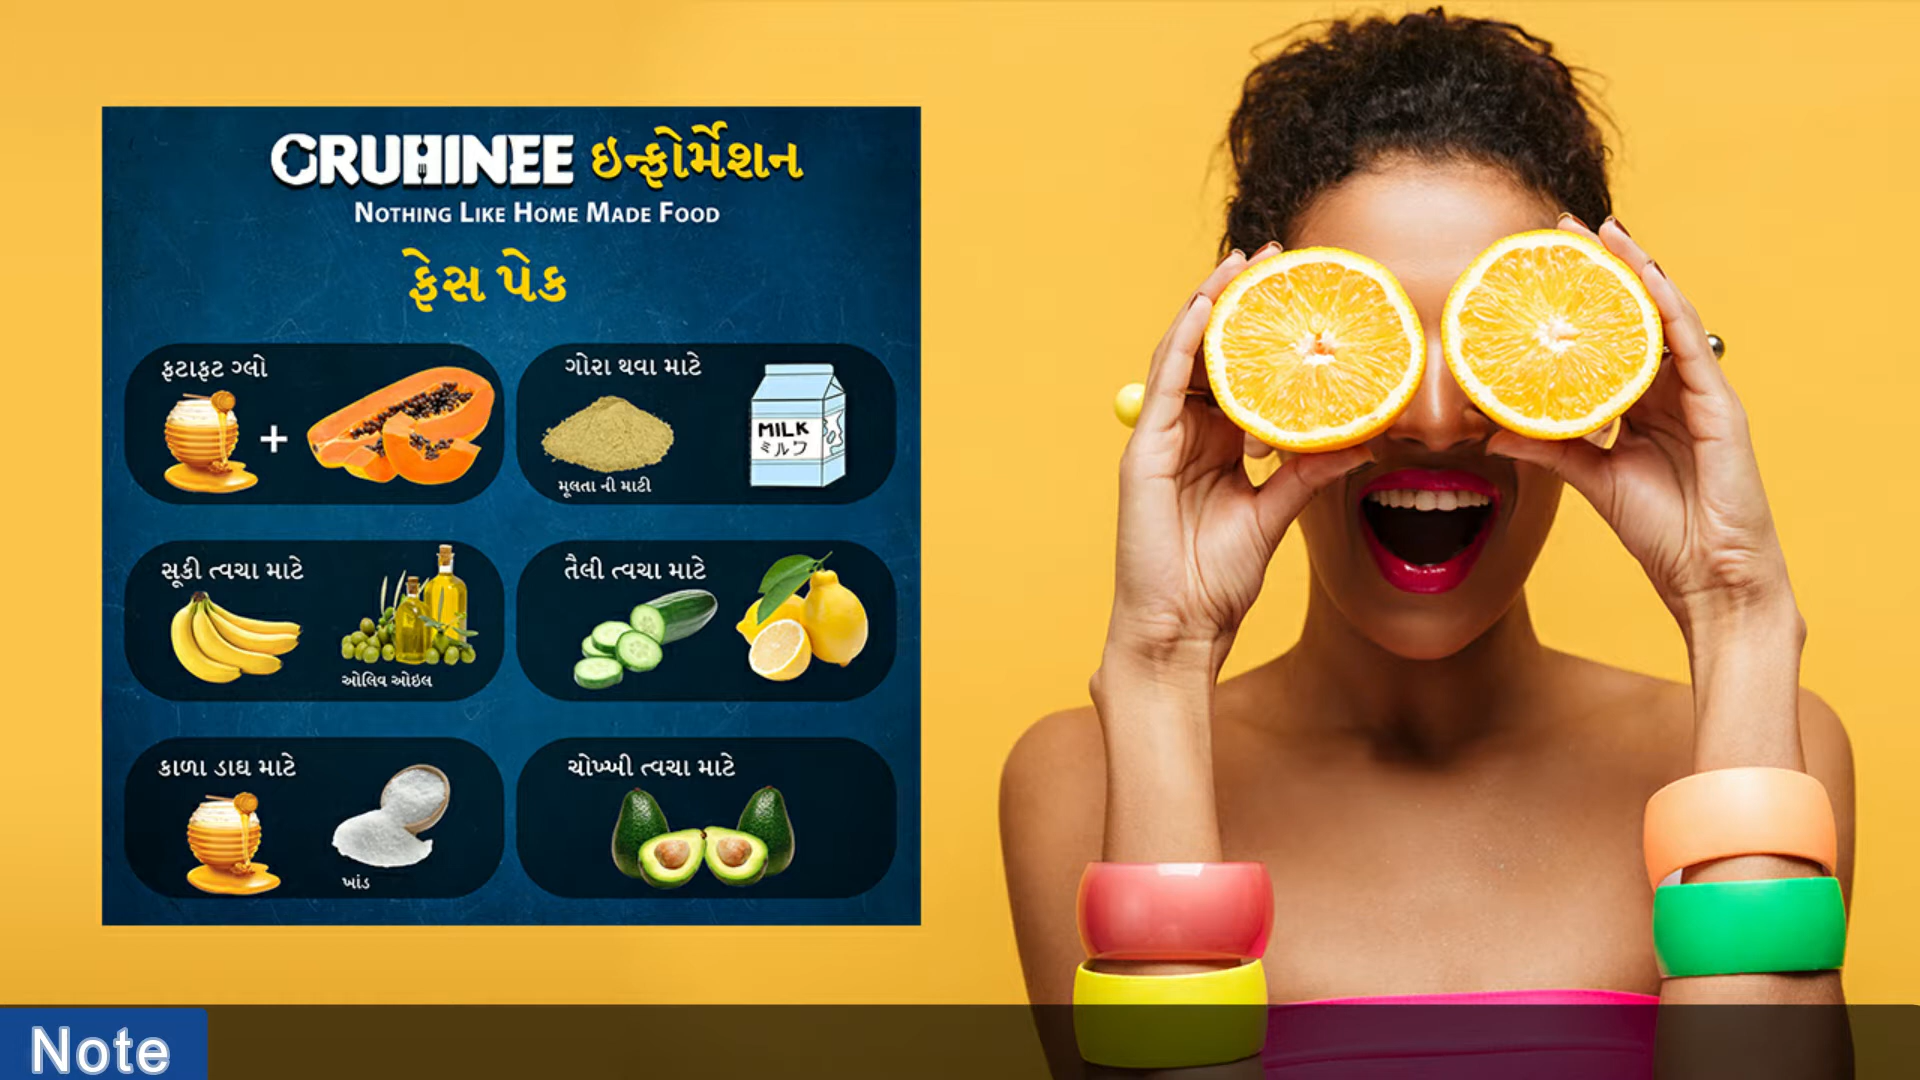 GRUHINEE ઇન્ફોર્મેશન
NOTHING LIKE HOME MADE FOOD
ફેસ પેક
ફટાફટ ગ્લો
+
ગોરા થવા માટે
MILK
ミルワ
મૂલતા ની માટી
સૂકી ત્વચા માટે
ઓલિવ ઓઇલ
તૈલી ત્વચા માટે
કાળા ડાઘ માટે
ખાંડ
ચોખ્ખી ત્વચા માટે
Note